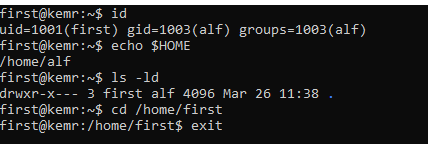 first@kemr:~$ id
uid=1001(first) gid=1003(alf) groups=1003(alf)
first@kemr:~$ echo $HOME
/home/alf
first@kemr:~$ ls -ld
drwxr-x--- 3 first alf 4096 Mar 26 11:38 .
first@kemr:~$ cd /home/first
first@kemr:/home/first$ exit